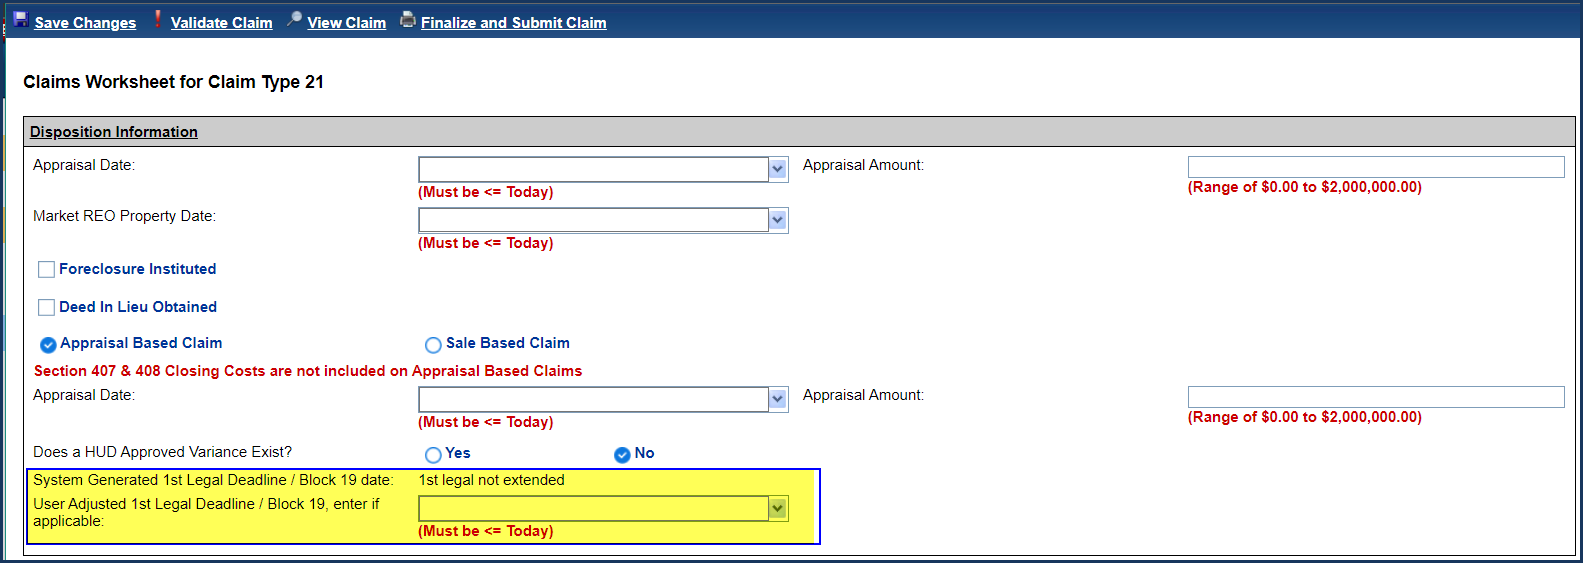 Save Changes Validate Claim View Claim Finalize and Submit Claim
Claims Worksheet for Claim Type 21
Disposition Information
Appraisal Date: Appraisal Amount:
(Must be <= Today) (Range of $0.00 to $2,000,000.00)
Market REO Property Date:
(Must be <= Today)
Foreclosure Instituted
Deed In Lieu Obtained
Appraisal Based Claim Sale Based Claim
Section 407 & 408 Closing Costs are not included on Appraisal Based Claims
Appraisal Date: Appraisal Amount:
(Must be <= Today) (Range of $0.00 to $2,000,000.00)
Does a HUD Approved Variance Exist? Yes No
System Generated 1st Legal Deadline / Block 19 date: 1st legal not extended
User Adjusted 1st Legal Deadline / Block 19, enter if
applicable:
(Must be <= Today)